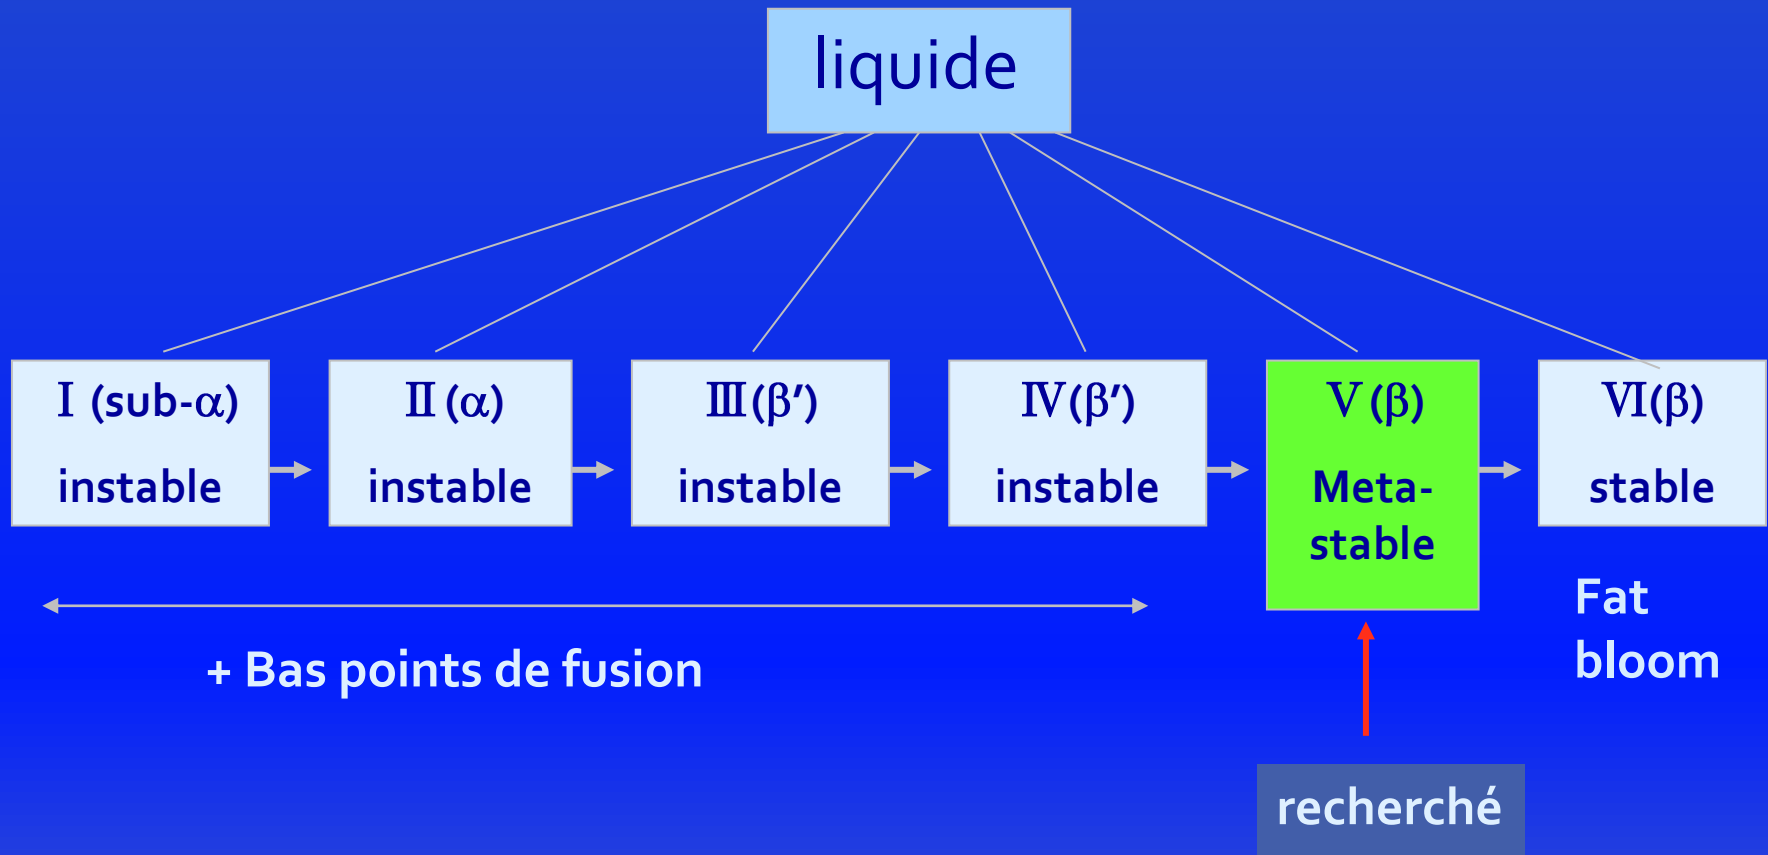 liquide
Ⅰ (sub-α)
instable
Ⅱ (α)
instable
Ⅲ(β’)
instable
Ⅳ(β’)
instable
Ⅴ (β)
Meta-
stable
Ⅵ(β)
stable
+ Bas points de fusion
Fat
bloom
recherché